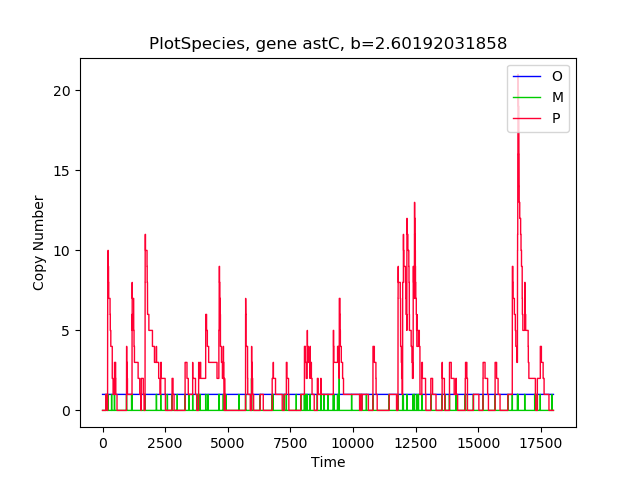 PlotSpecies, gene astC, b=2.60192031858
O
M
P
20
15
10
5
0
Copy Number
0 2500 5000 7500 10000 12500 15000 17500
Time